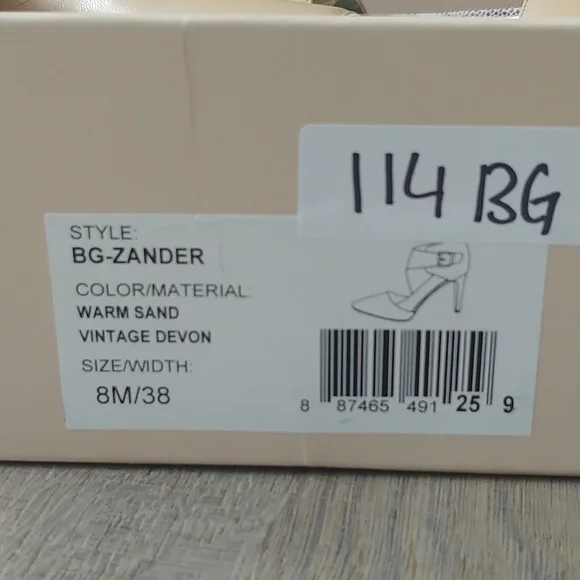 114 BG
STYLE:
BG-ZANDER
COLOR/MATERIAL:
WARM SAND
VINTAGE DEVON
SIZE/WIDTH:
8M/38
8 87465 491 25 9